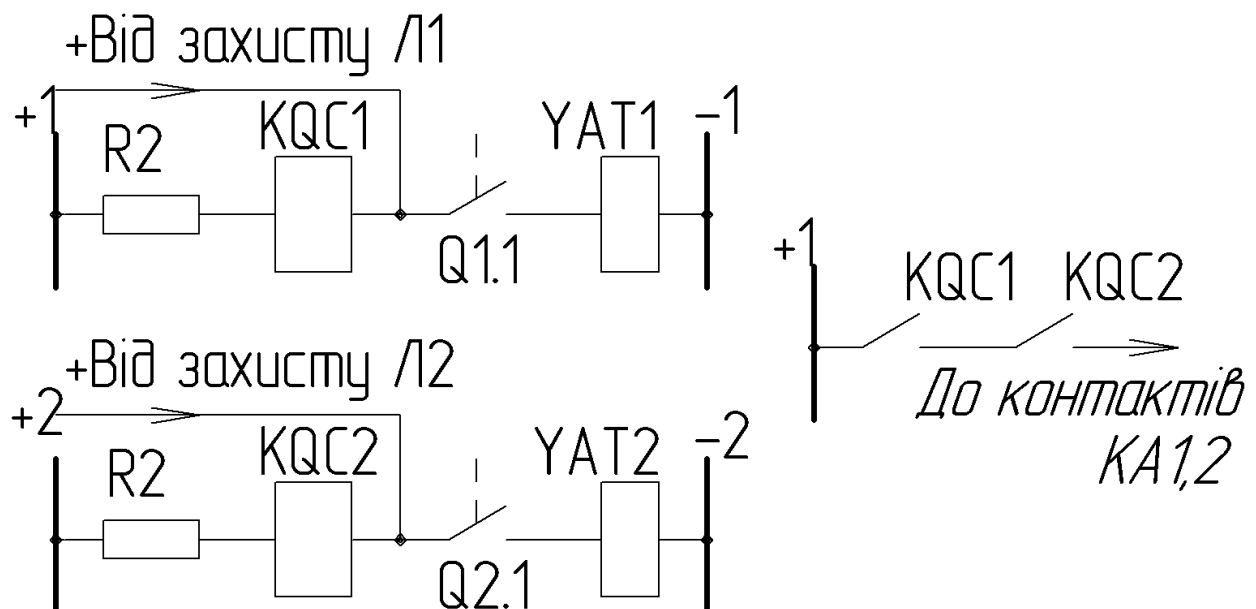 +Від захисту Л1
+1
KQC1
YAT1
-1
R2
Q1.1
+1
KQC1
KQC2
До контактів
КА1,2
+Від захисту Л2
+2
KQC2
YAT2
-2
R2
Q2.1